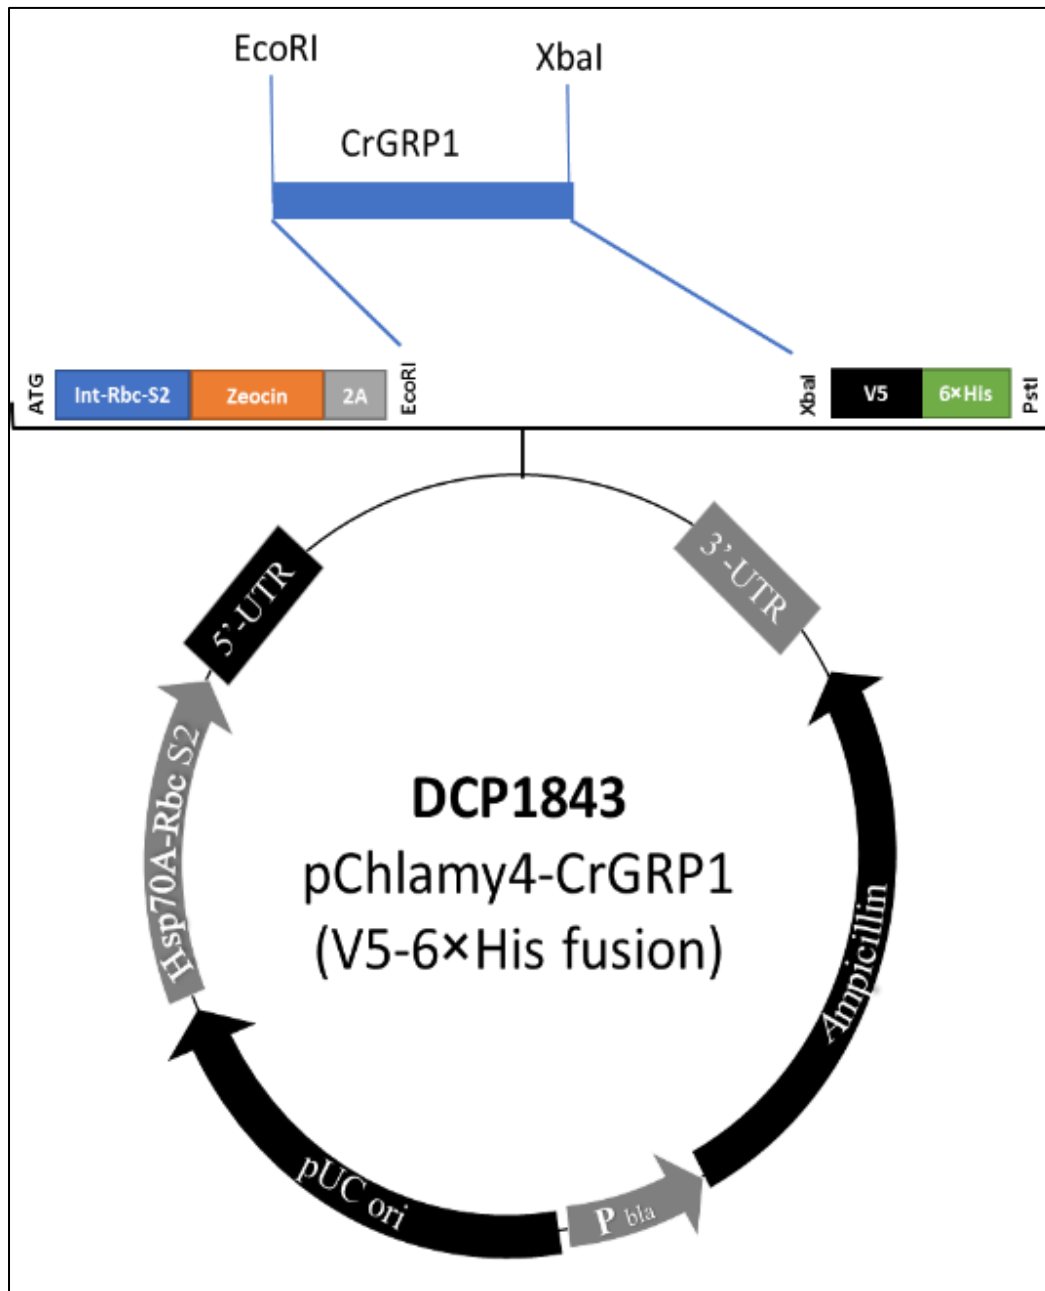 EcoRI
XbaI
CrGRP1
ATG
Int-Rbc-S2
Zeocin
2A
EcoRI
XbaI
V5
6×His
PstI
5’-UTR
3’-UTR
Hsp70A-Rbc S2
DCP1843
pChlamy4-CrGRP1
(V5-6×His fusion)
Ampicillin
pUC ori
P bla